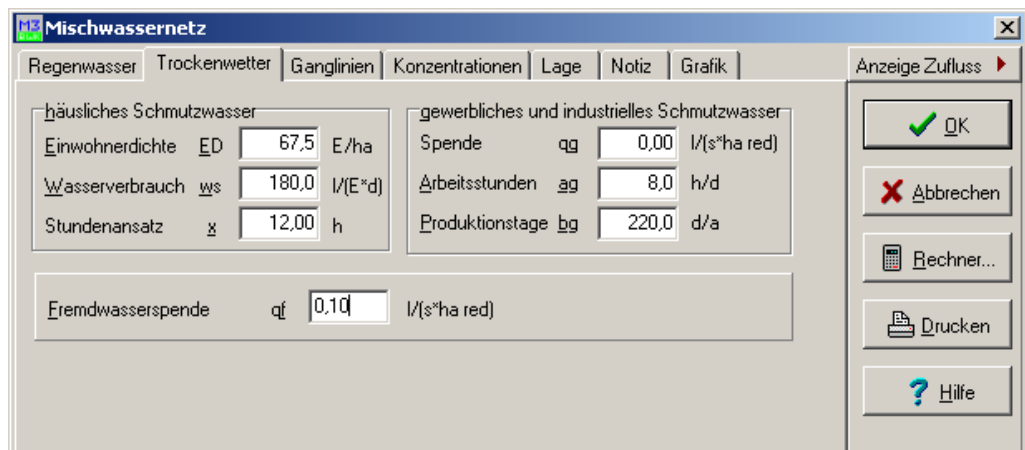 M3 Mischwassernetz
Regenwasser Trockenwetter Ganglinien Konzentrationen Lage Notiz Grafik Anzeige Zufluss
häusliches Schmutzwasser
Einwohnerdichte ED 67,5 E/ha
Wasserverbrauch ws 180,0 l/(E*d)
Stundenansatz x 12,00 h
gewerbliches und industrielles Schmutzwasser
Spende qg 0,00 l/(s*ha red)
Arbeitsstunden ag 8,0 h/d
Produktionstage bg 220,0 d/a
Fremdwasserspende qf 0,10 l/(s*ha red)
OK
Abbrechen
Rechner...
Drucken
Hilfe